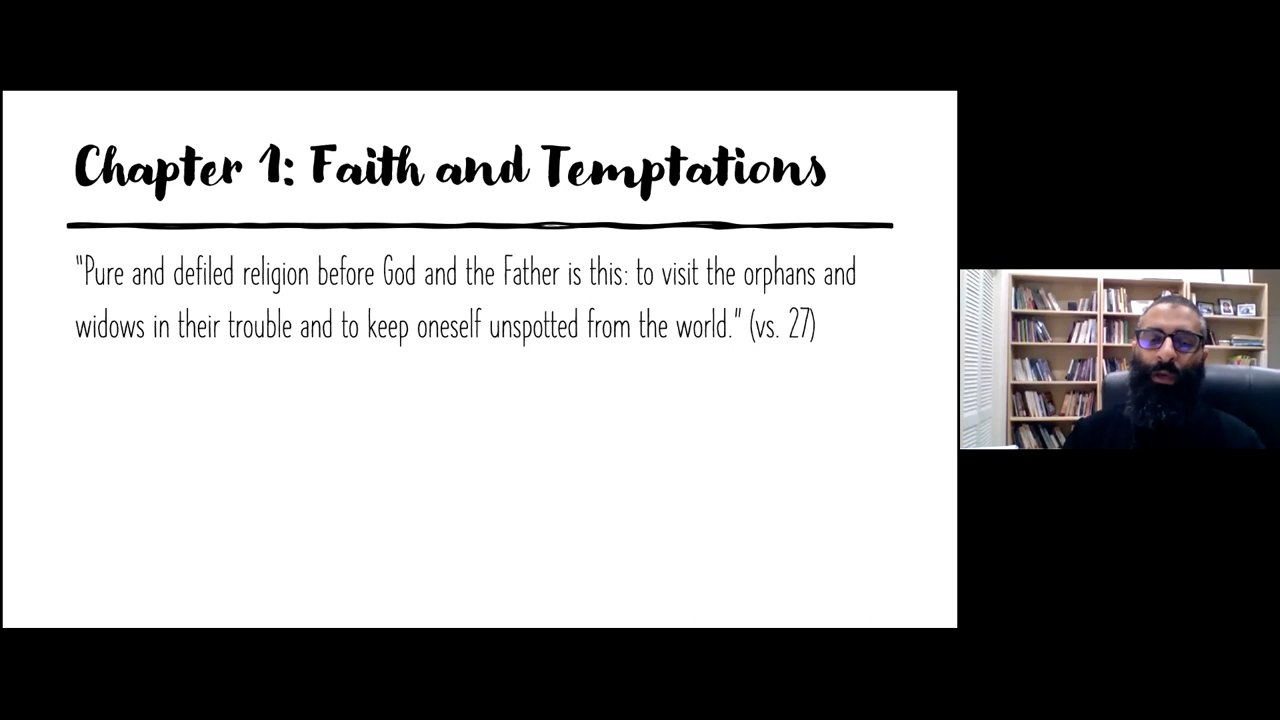 Chapter 1: Faith and Temptations
"Pure and defiled religion before God and the Father is this: to visit the orphans and
widows in their trouble and to keep oneself unspotted from the world." (vs. 27)